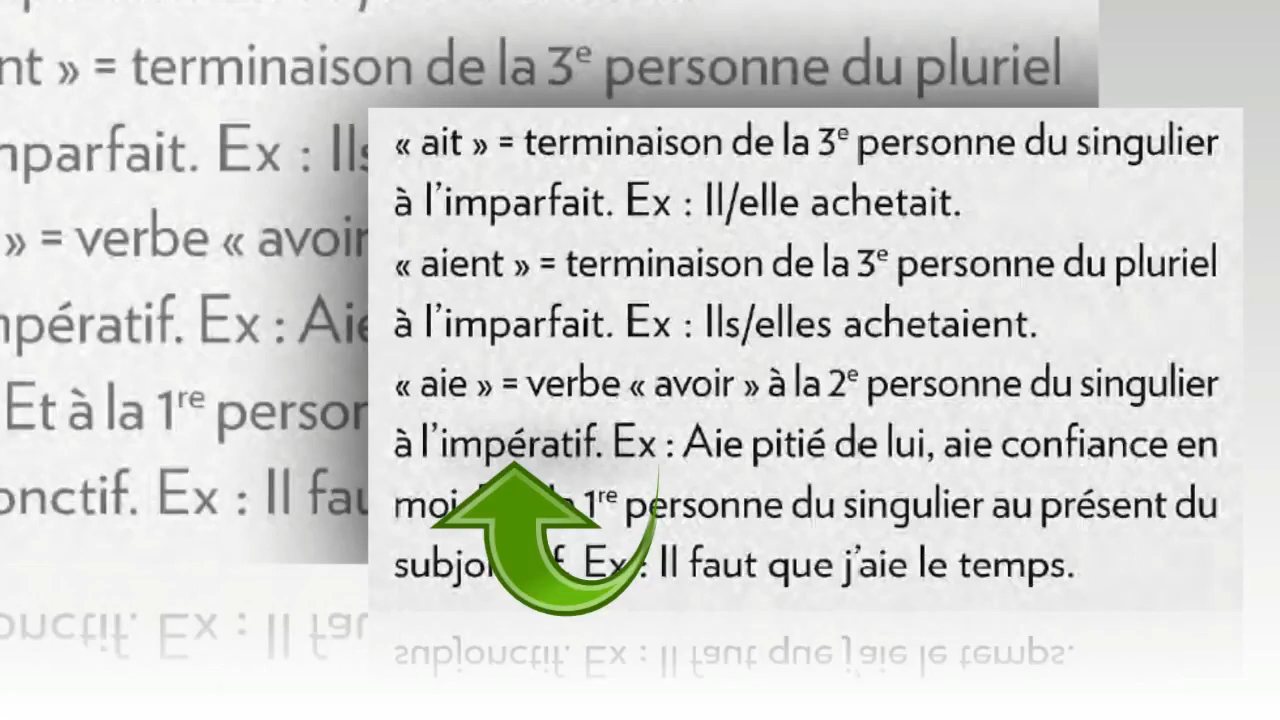 nt » = terminaison de la 3e personne du pluriel
mparfait. Ex : Ils
» = verbe « avoir
npératif. Ex : Aie
Et à la 1re person
onctif. Ex : Il fau
« ait » = terminaison de la 3e personne du singulier
à l'imparfait. Ex : Il/elle achetait.
« aient » = terminaison de la 3e personne du pluriel
à l'imparfait. Ex : Ils/elles achetaient.
« aie » = verbe « avoir » à la 2e personne du singulier
à l'impératif. Ex : Aie pitié de lui, aie confiance en
moi 1re personne du singulier au présent du
subjonctif. Ex : Il faut que j'aie le temps.